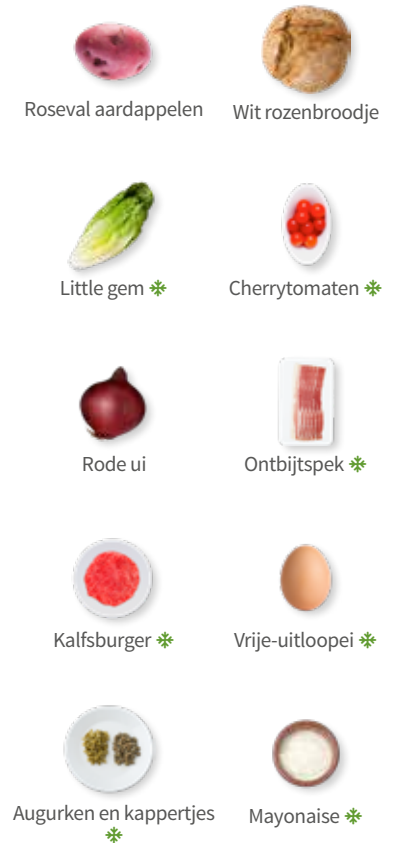 Roseval aardappelen
Wit rozenbroodje
Little gem
Cherrytomaten
Rode ui
Ontbijtspek
Kalfsburger
Vrije-uitloopei
Augurken en kappertjes
Mayonaise